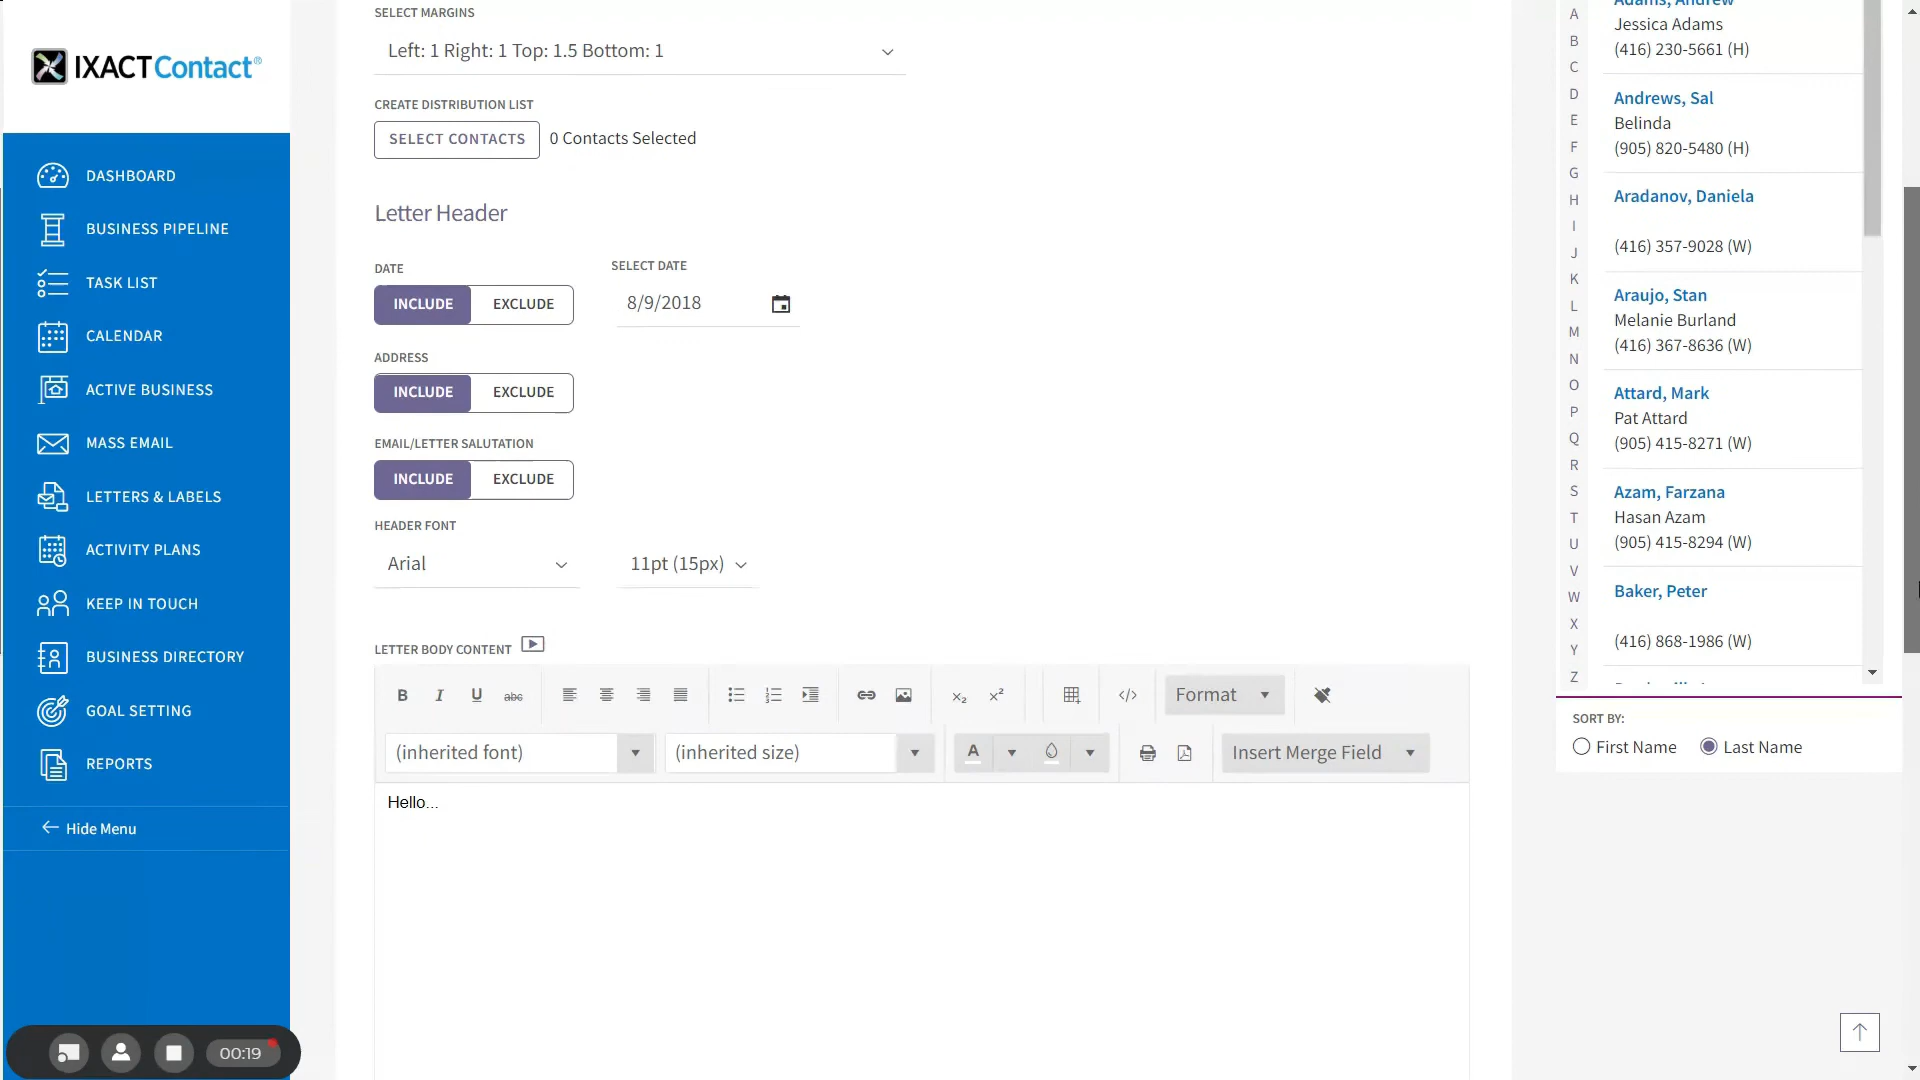 IXACTContact®
DASHBOARD
BUSINESS PIPELINE
TASK LIST
CALENDAR
ACTIVE BUSINESS
MASS EMAIL
LETTERS & LABELS
ACTIVITY PLANS
KEEP IN TOUCH
BUSINESS DIRECTORY
GOAL SETTING
REPORTS
Hide Menu
00:19
SELECT MARGINS
Left: 1 Right: 1 Top: 1.5 Bottom: 1
CREATE DISTRIBUTION LIST
SELECT CONTACTS 0 Contacts Selected
Letter Header
DATE SELECT DATE
INCLUDE EXCLUDE 8/9/2018
ADDRESS
INCLUDE EXCLUDE
EMAIL/LETTER SALUTATION
INCLUDE EXCLUDE
HEADER FONT
Arial 11pt (15px)
LETTER BODY CONTENT
B I U abc Format
(inherited font) (inherited size) A Insert Merge Field
Hello...
A
B
C
D
E
F
G
H
I
J
K
L
M
N
O
P
Q
R
S
T
U
V
W
X
Y
Z
Adams, Andrew
Jessica Adams
(416) 230-5661 (H)
Andrews, Sal
Belinda
(905) 820-5480 (H)
Aradanov, Daniela
(416) 357-9028 (W)
Araujo, Stan
Melanie Burland
(416) 367-8636 (W)
Attard, Mark
Pat Attard
(905) 415-8271 (W)
Azam, Farzana
Hasan Azam
(905) 415-8294 (W)
Baker, Peter
(416) 868-1986 (W)
SORT BY:
First Name Last Name